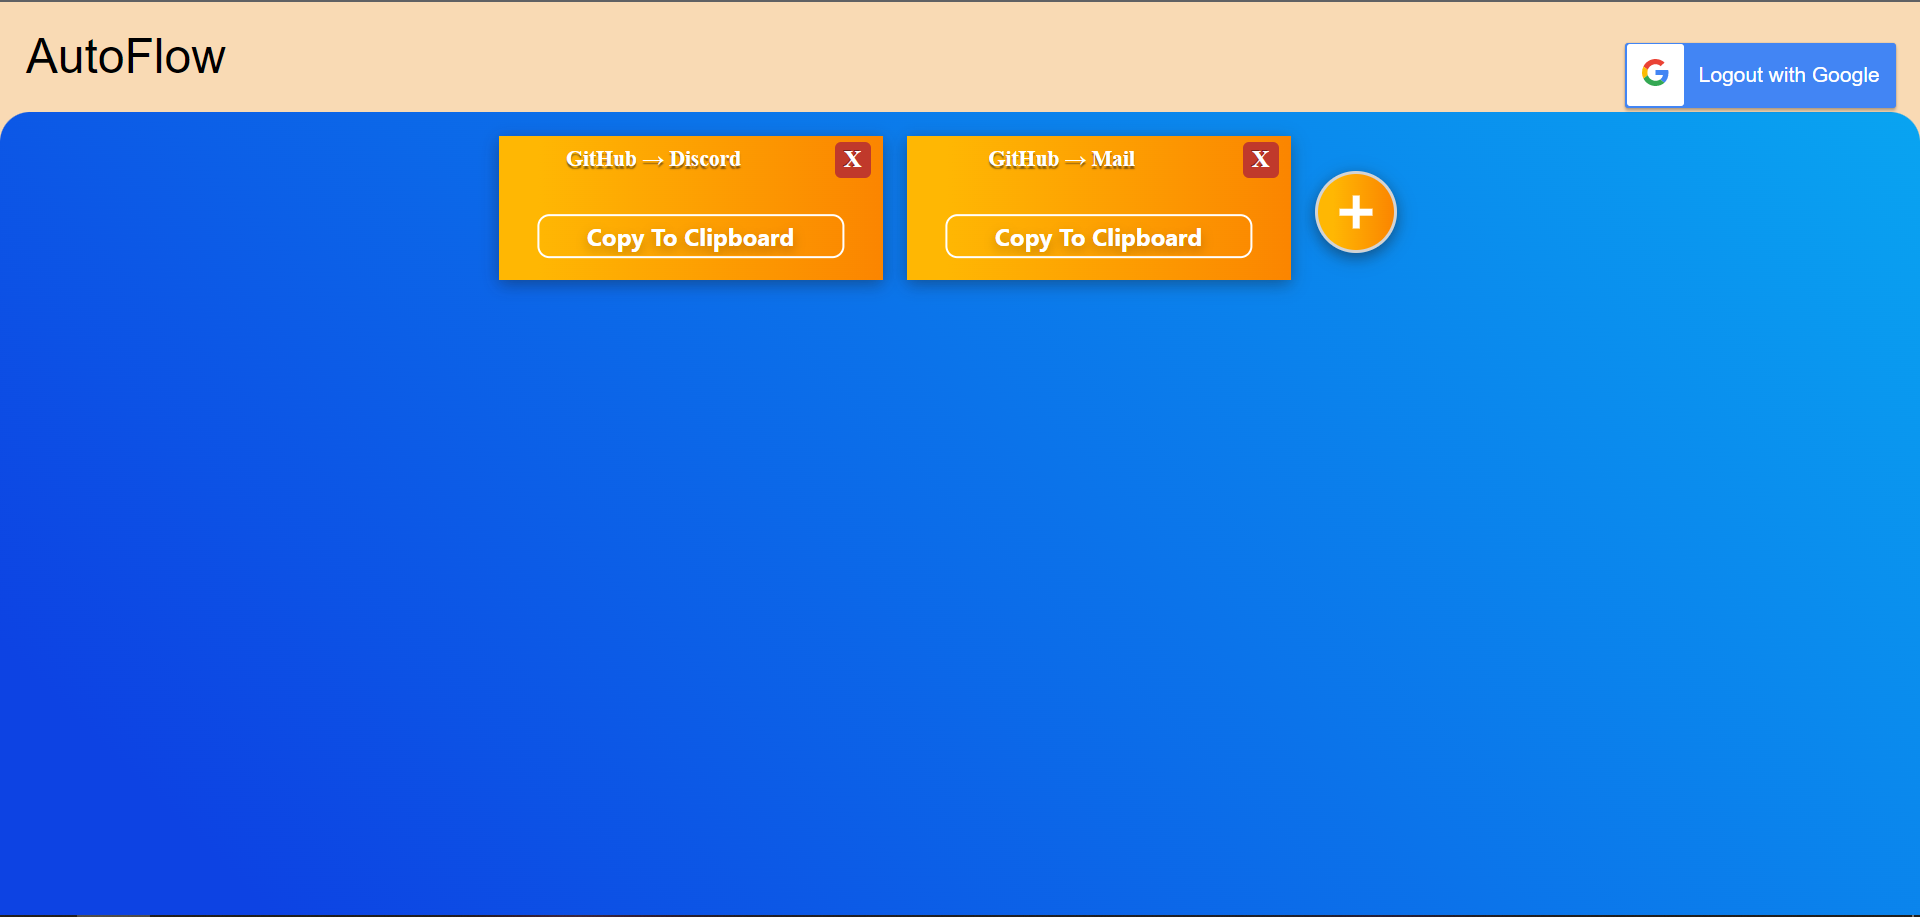 AutoFlow
Logout with Google
GitHub → Discord
X
Copy To Clipboard
GitHub → Mail
X
Copy To Clipboard
+